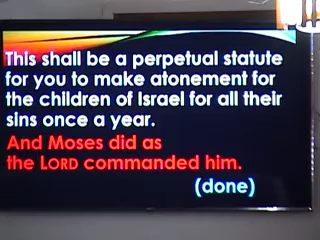 This shall be a perpetual statute
for you to make atonement for
the children of Israel for all their
sins once a year.
And Moses did as
the LORD commanded him.
(done)